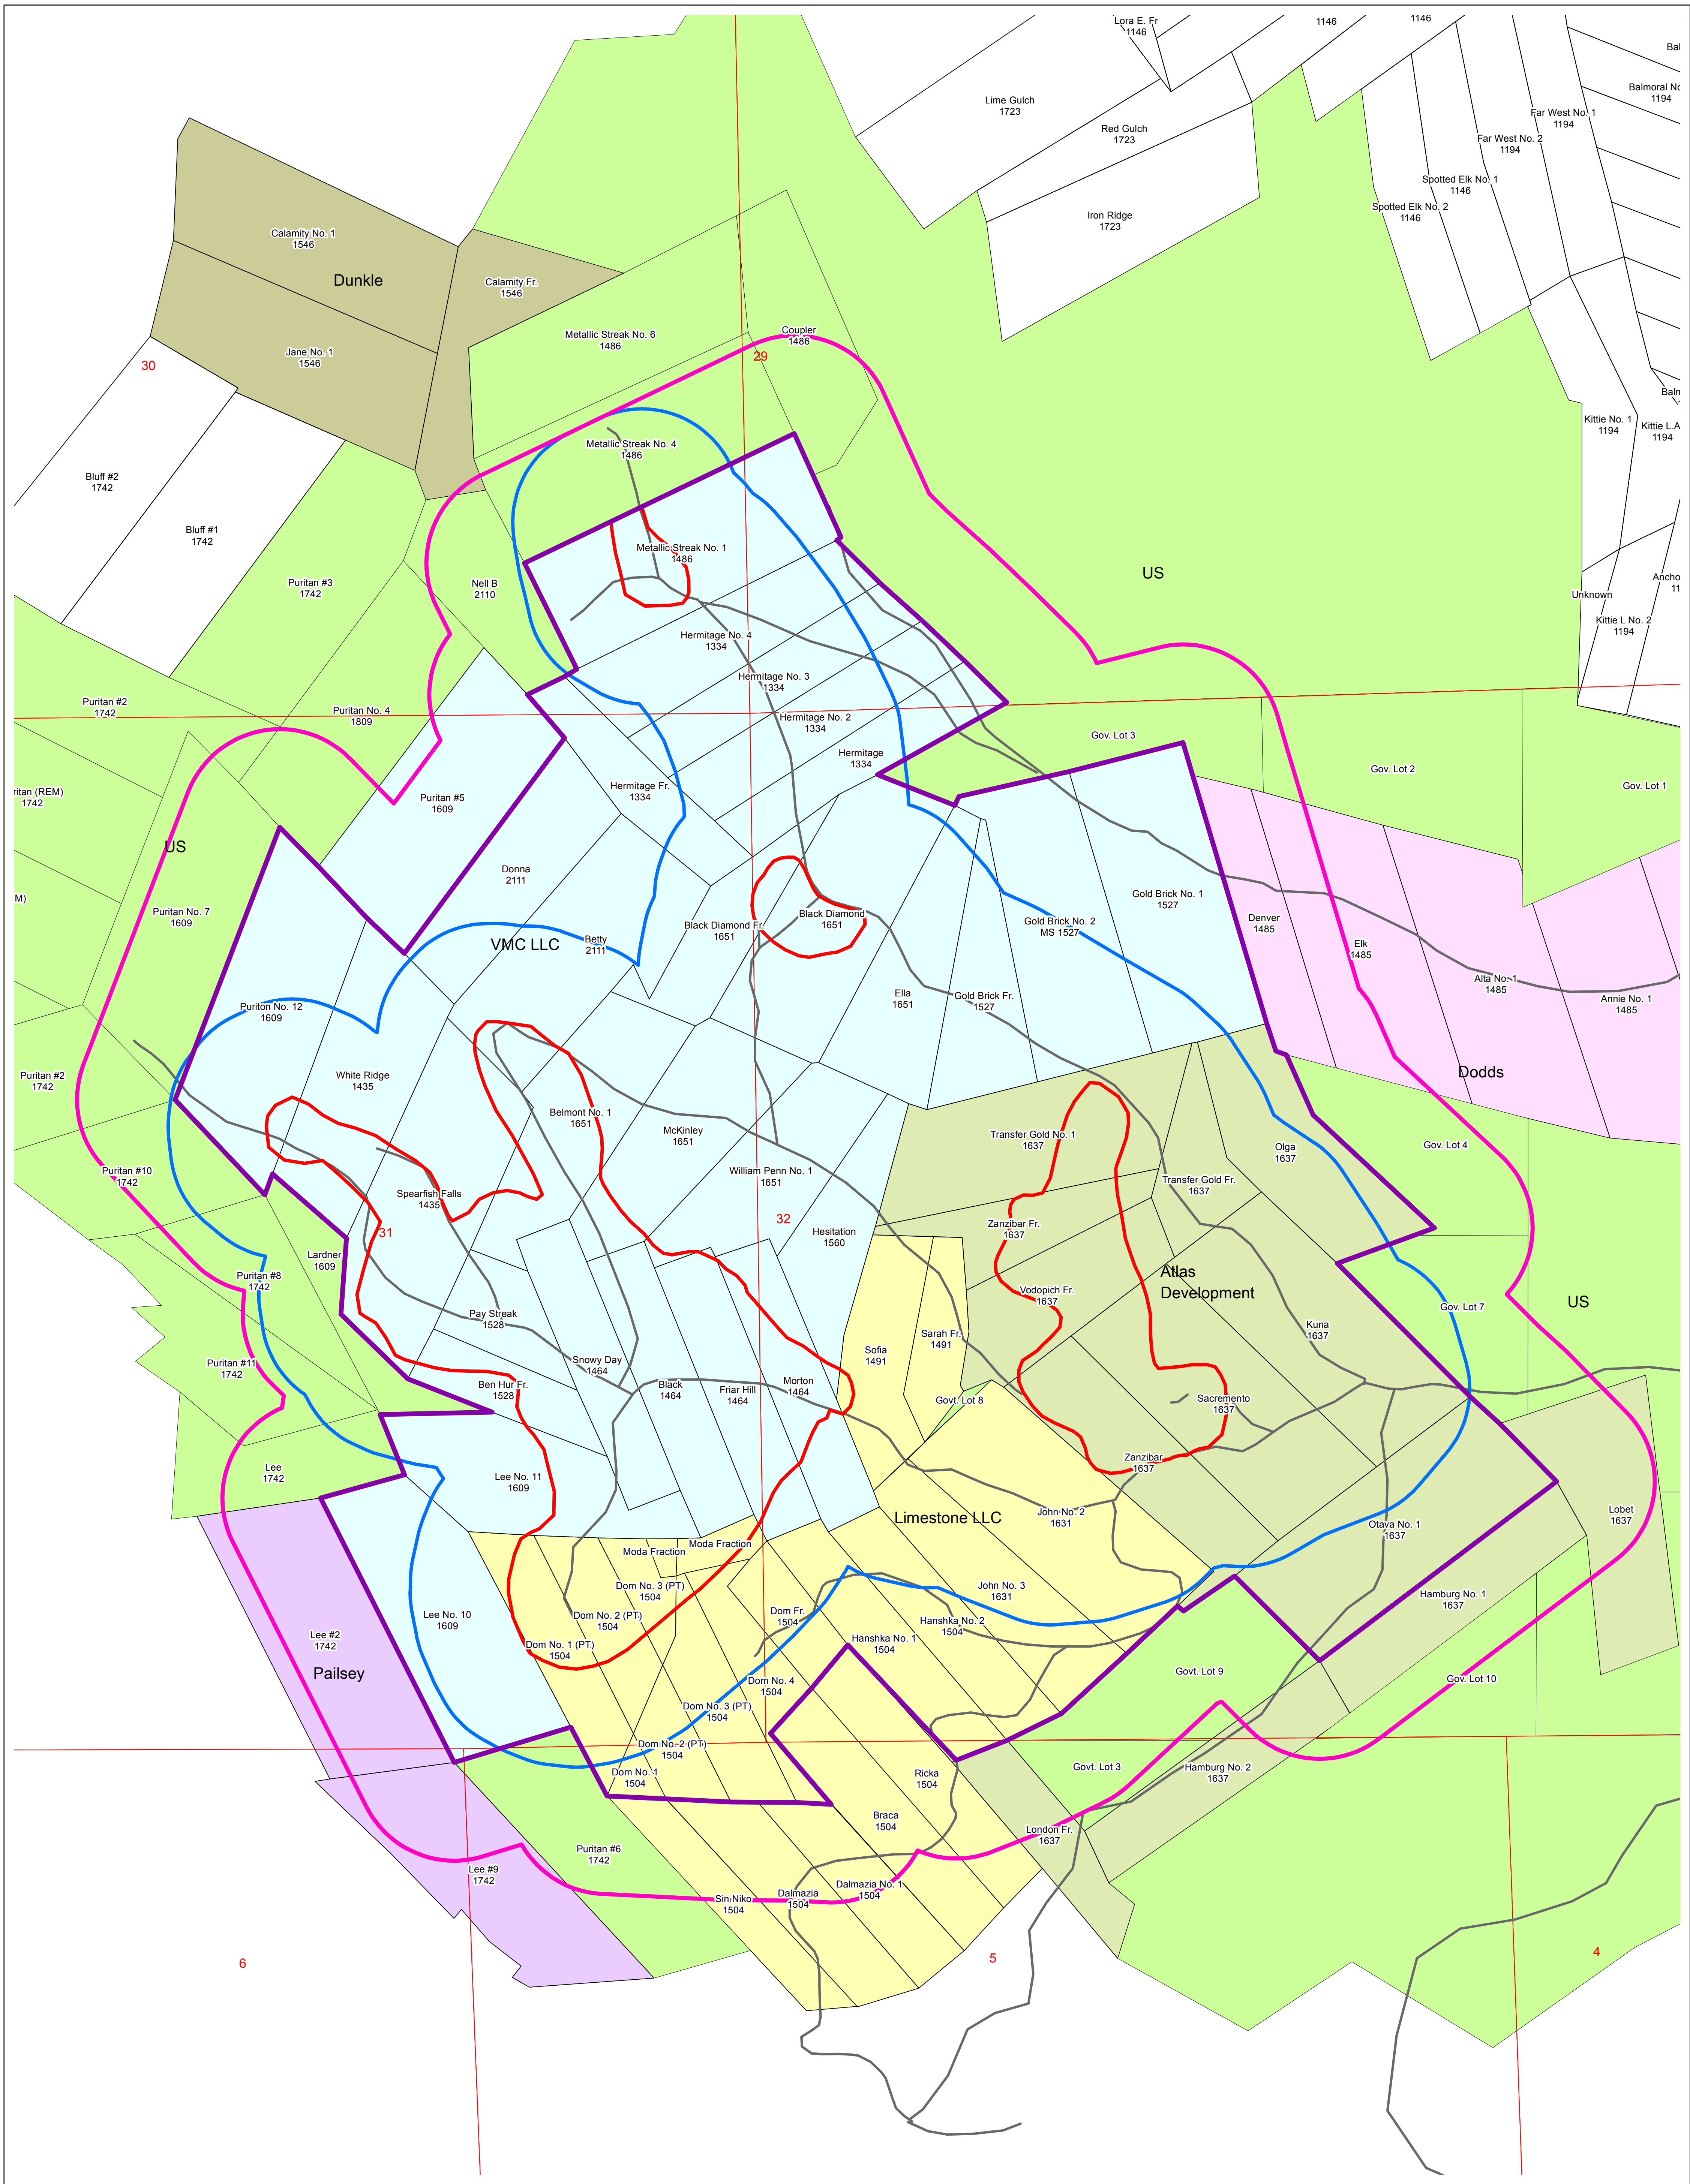 Lora E. Fr
1146
1146
1146
Bal
Lime Gulch
1723
Balmoral No
1194
Far West No. 1
1194
Red Gulch
1723
Far West No. 2
1194
Spotted Elk No. 1
1146
Spotted Elk No. 2
1146
Iron Ridge
1723
Calamity No. 1
1546
Dunkle
Calamity Fr.
1546
Coupler
1486
Metallic Streak No. 6
1486
29
Jane No. 1
1546
30
Balm
Kittie No. 1
1194
Kittie L.A
1194
Metallic Streak No. 4
1486
Bluff #2
1742
Bluff #1
1742
Metallic Streak No. 1
1486
US
Puritan #3
1742
Nell B
2110
Ancho
11
Unknown
Kittie L No. 2
1194
Hermitage No. 4
1334
Hermitage No. 3
1334
Puritan #2
1742
Puritan No. 4
1809
Hermitage No. 2
1334
Gov. Lot 3
Hermitage
1334
Gov. Lot 2
Gov. Lot 1
Hermitage Fr.
1334
ritan (REM)
1742
Puritan #5
1609
US
Donna
2111
M)
Gold Brick No. 1
1527
Puritan No. 7
1609
Black Diamond
1651
Black Diamond Fr.
1651
Gold Brick No. 2
MS 1527
Denver
1485
VMC LLC
Betty
2111
Elk
1485
Alta No. 1
1485
Annie No. 1
1485
Ella
1651
Gold Brick Fr.
1527
Puriton No. 12
1609
Puritan #2
1742
White Ridge
1435
Dodds
Belmont No. 1
1651
McKinley
1651
Transfer Gold No. 1
1637
Olga
1637
Gov. Lot 4
Puritan #10
1742
William Penn No. 1
1651
Transfer Gold Fr.
1637
Spearfish Falls
1435
32
31
Hesitation
1560
Zanzibar Fr.
1637
Lardner
1609
Puritan #8
1742
Atlas
Development
Vodopich Fr.
1637
US
Gov. Lot 7
Pay Streak
1528
Kuna
1637
Sarah Fr.
1491
Sofia
1491
Puritan #11
1742
Snowy Day
1464
Ben Hur Fr.
1528
Black
1464
Friar Hill
1464
Morton
1464
Govt. Lot 8
Sacremento
1637
Zanzibar
1637
Lee
1742
Lee No. 11
1609
John No. 2
1631
Limestone LLC
Lobet
1637
Otava No. 1
1637
Moda Fraction
Moda Fraction
Dom No. 3 (PT)
1504
John No. 3
1631
Hamburg No. 1
1637
Lee No. 10
1609
Dom No. 2 (PT)
1504
Dom Fr.
1504
Hanshka No. 2
1504
Lee #2
1742
Dom No. 1 (PT)
1504
Hanshka No. 1
1504
Pailsey
Govt. Lot 9
Gov. Lot 10
Dom No. 4
1504
Dom No. 3 (PT)
1504
Dom No. 2 (PT)
1504
Dom No. 1
1504
Ricka
1504
Govt. Lot 3
Hamburg No. 2
1637
Braca
1504
London Fr.
1637
Puritan #6
1742
Lee #9
1742
Dalmazia No. 1
1504
Dalmazia
1504
Sin Niko
1504
6
5
4